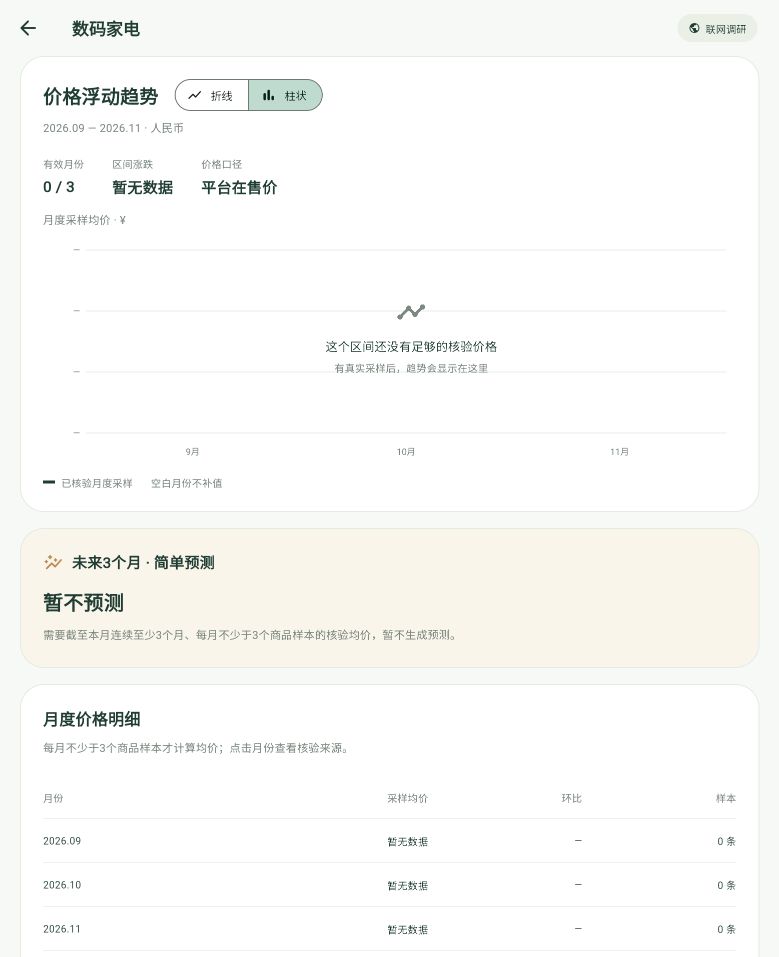 数码家电
联网调研
价格浮动趋势
折线
柱状
2026.09 — 2026.11 · 人民币
有效月份
区间涨跌
价格口径
0 / 3
暂无数据
平台在售价
月度采样均价 · ¥
—
—
这个区间还没有足够的核验价格
有真实采样后，趋势会显示在这里
—
—
9月
10月
11月
已核验月度采样
空白月份不补值
未来3个月 · 简单预测
暂不预测
需要截至本月连续至少3个月、每月不少于3个商品样本的核验均价，暂不生成预测。
月度价格明细
每月不少于3个商品样本才计算均价；点击月份查看核验来源。
月份 采样均价 环比 样本
2026.09 暂无数据 — 0 条
2026.10 暂无数据 — 0 条
2026.11 暂无数据 — 0 条